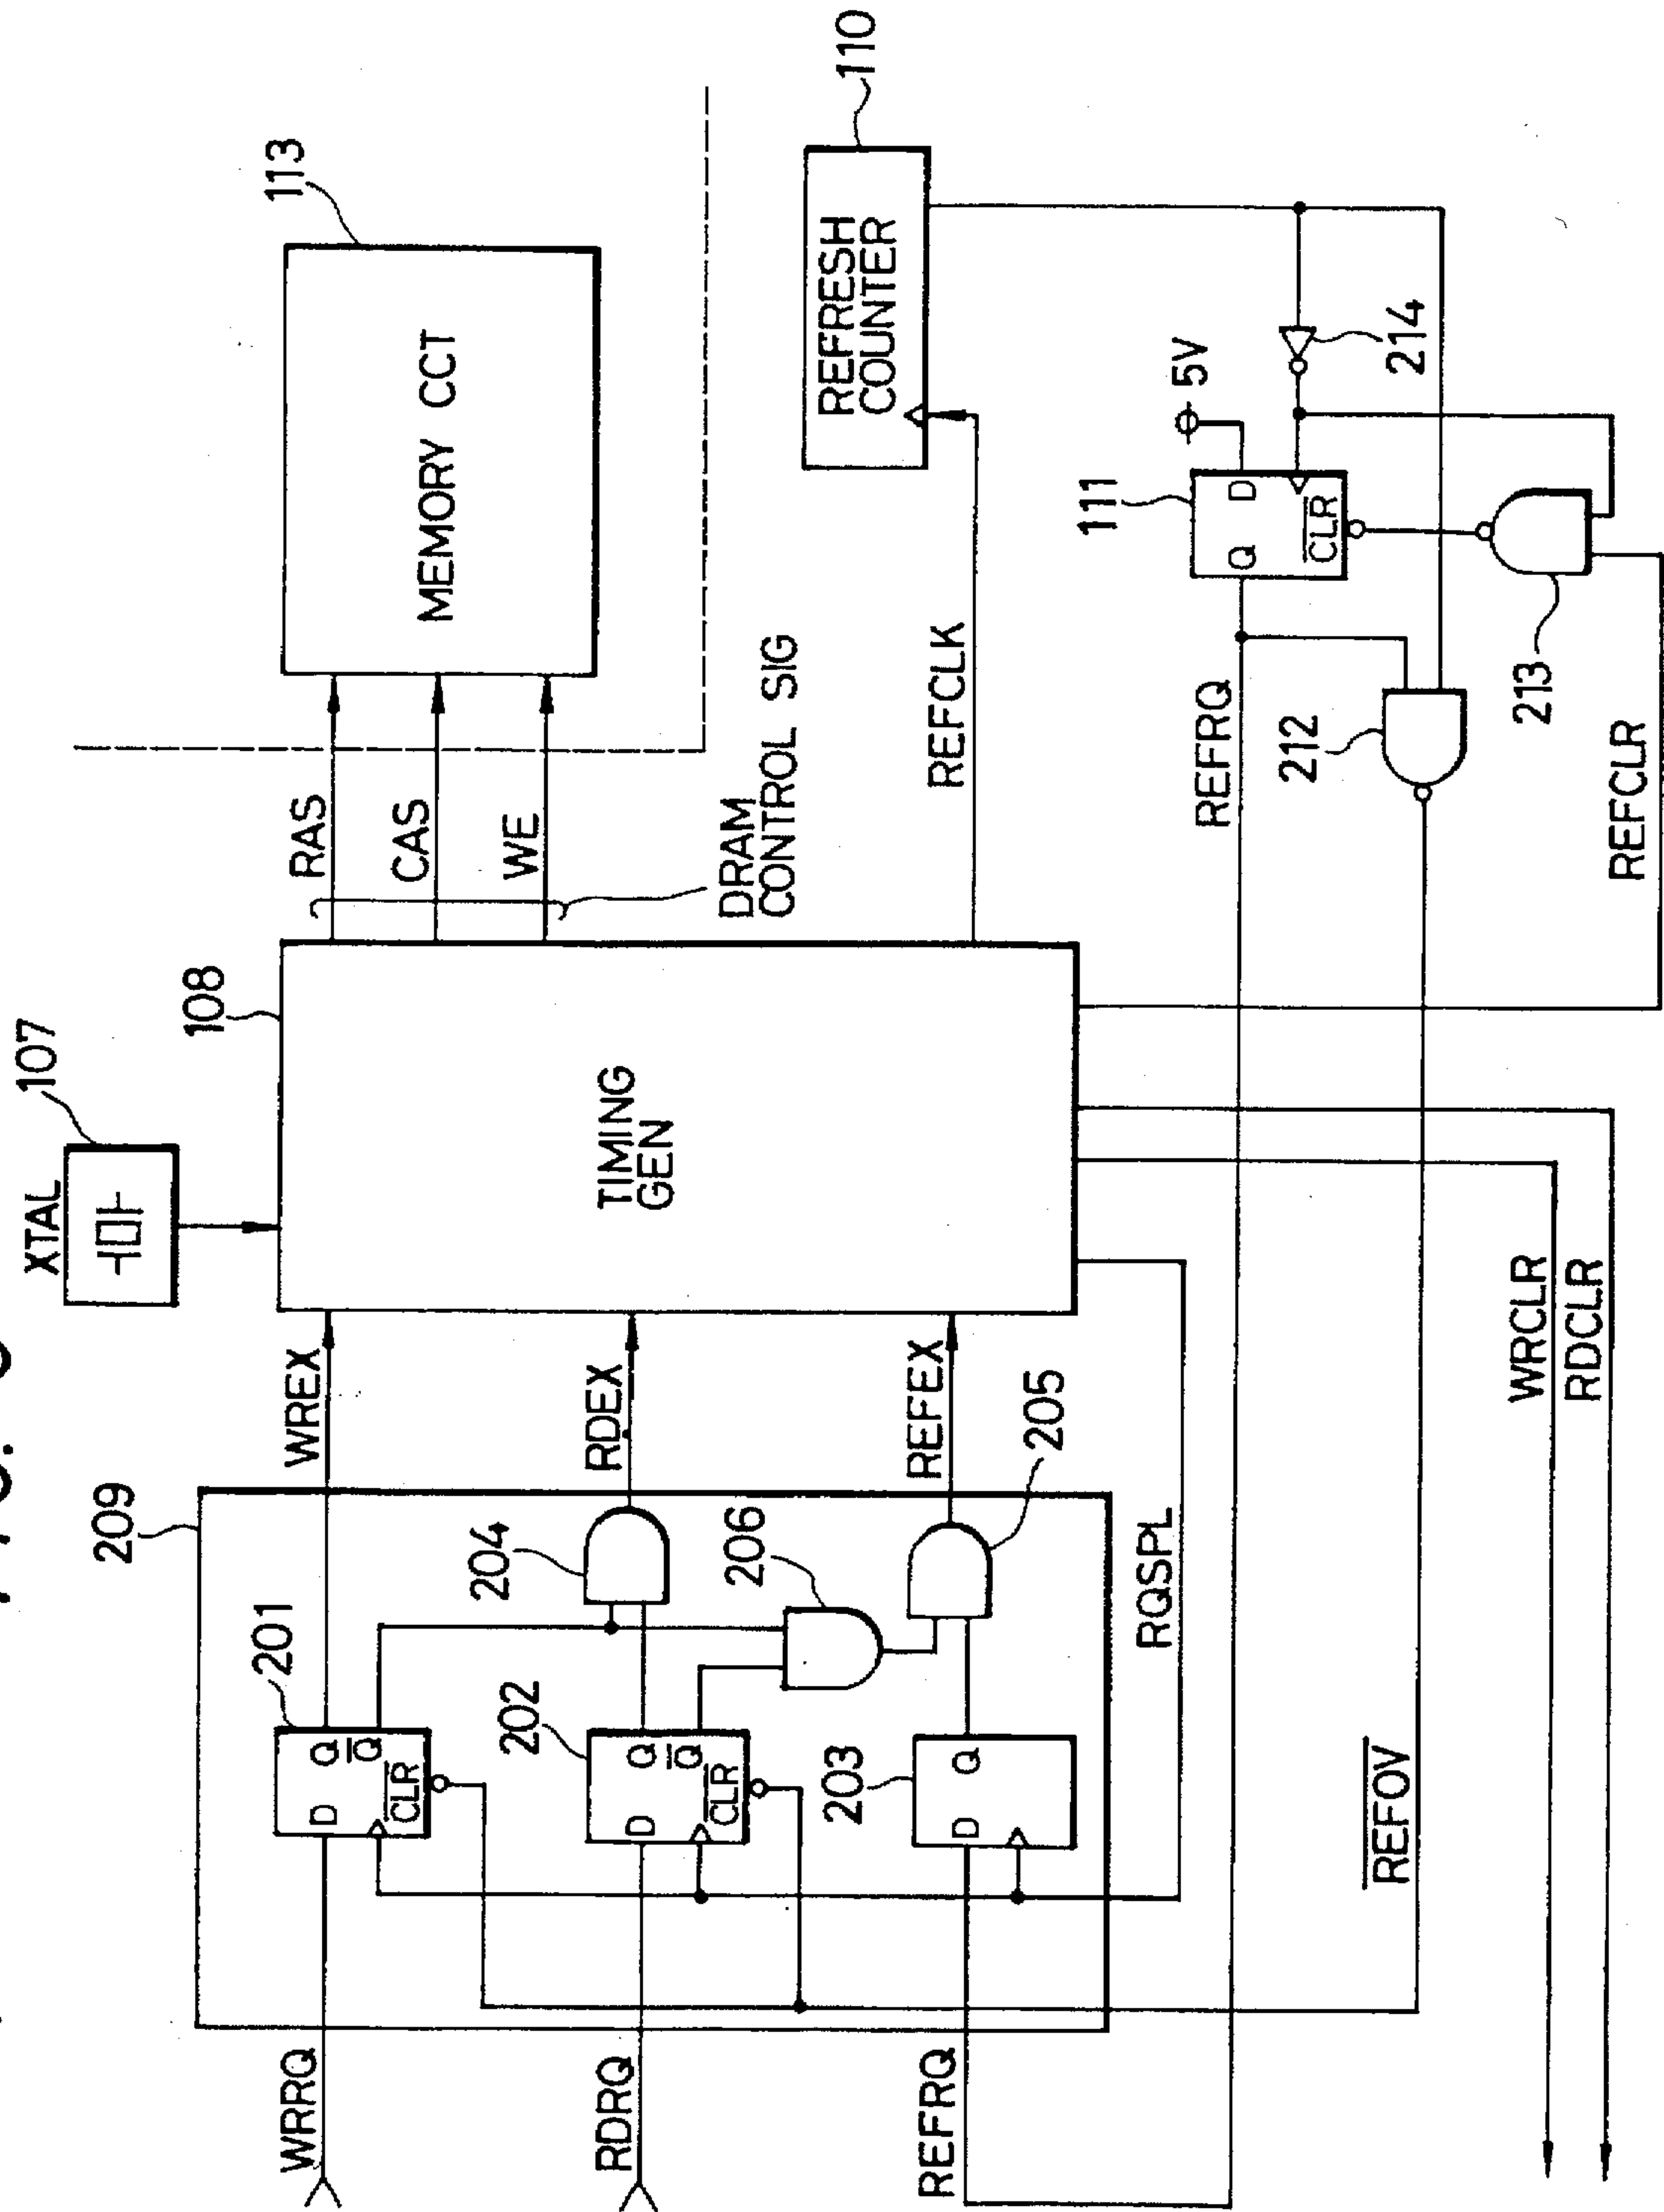 XTAL
107
209
108
113
WRRQ
201
D
Q
Q̅
C̅L̅R̅
WREX
RAS
CAS
WE
MEMORY CCT
RDRQ
202
D
Q
Q̅
C̅L̅R̅
204
206
RDEX
TIMING
GEN
DRAM
CONTROL SIG
REFRQ
203
D
Q
REFEX
205
REFCLK
REFRESH
COUNTER
110
RQSPL
REFRQ
111
5V
Q
D
C̅L̅R̅
212
213
214
R̅E̅F̅O̅V̅
WRCLR
RDCLR
REFCLR